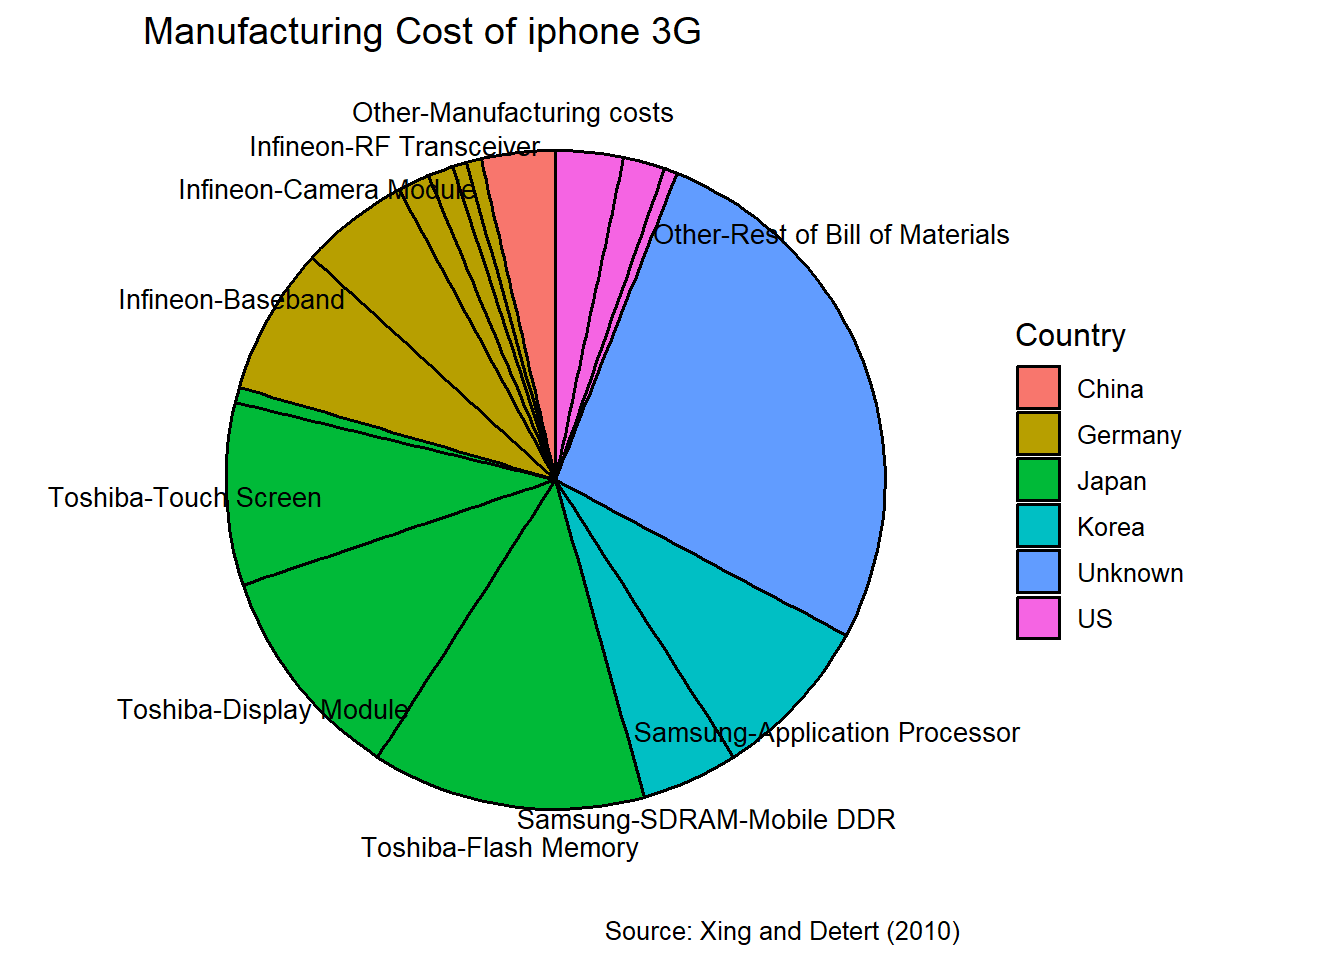 Manufacturing Cost of iphone 3G
Other-Manufacturing costs
Infineon-RF Transceiver
Infineon-Camera Module
Other-Rest of Bill of Materials
Infineon-Baseband
Country
China
Germany
Japan
Korea
Unknown
US
Toshiba-Touch Screen
Toshiba-Display Module
Samsung-Application Processor
Samsung-SDRAM-Mobile DDR
Toshiba-Flash Memory
Source: Xing and Detert (2010)